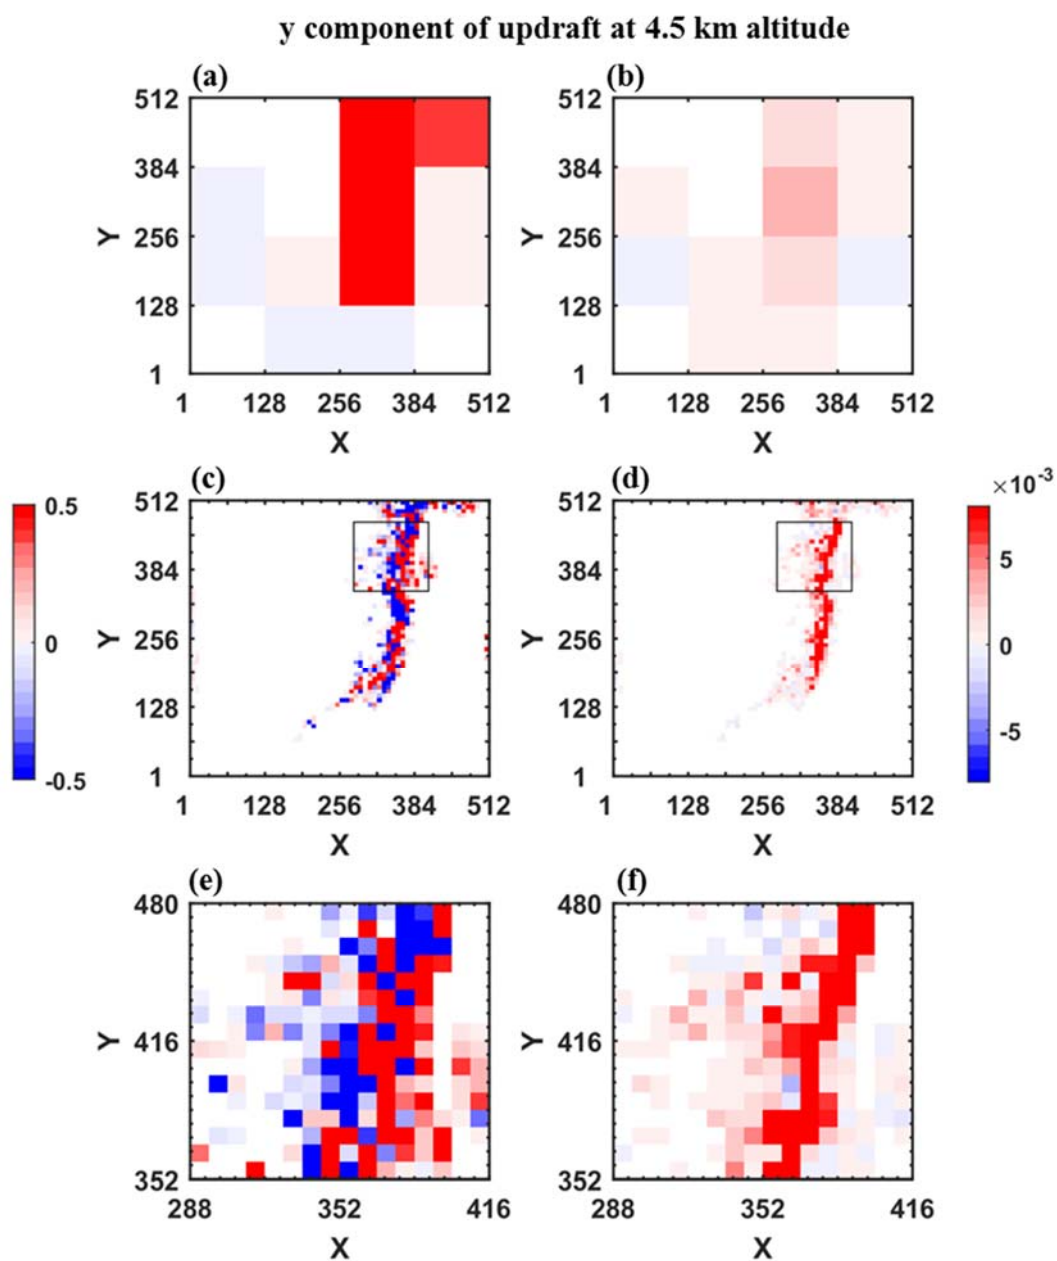 y component of updraft at 4.5 km altitude
(a) (b)
512 512
384 384
Y 256 Y 256
128 128
1 1
1 128 256 384 512 1 128 256 384 512
X X
(c) (d)
×10-3
512 512
0.5 5
384 384
0 Y 256 Y 256 0
128 128
-0.5 -5
1 1
1 128 256 384 512 1 128 256 384 512
X X
(e) (f)
480 480
Y 416 Y 416
352 352
288 352 416 288 352 416
X X